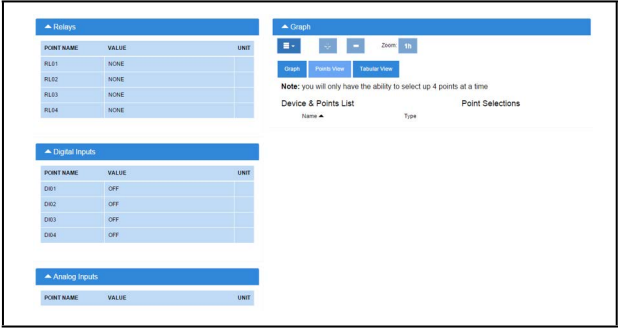 Relays
POINT NAME VALUE UNIT
RL01 NONE
RL02 NONE
RL03 NONE
RL04 NONE
Digital Inputs
POINT NAME VALUE UNIT
DI01 OFF
DI02 OFF
DI03 OFF
DI04 OFF
Analog Inputs
POINT NAME VALUE UNIT
Graph
Zoom 1h
Graph Points View Tabular View
Note: you will only have the ability to select up 4 points at a time
Device & Points List Point Selections
Name Type